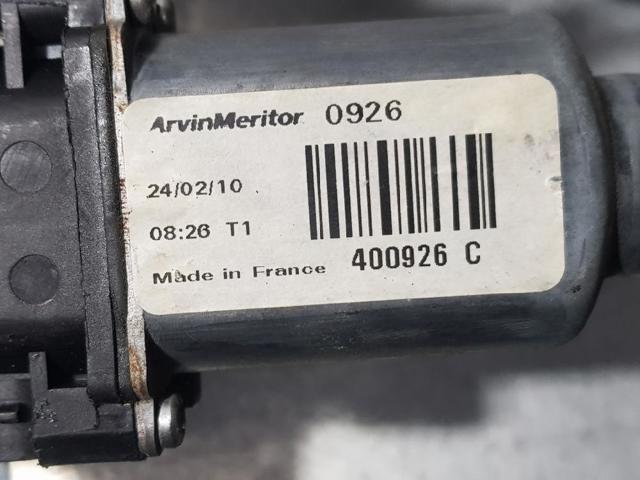 ArvinMeritor 0926
24/02/10
08:26 T1
400926 C
Made in France